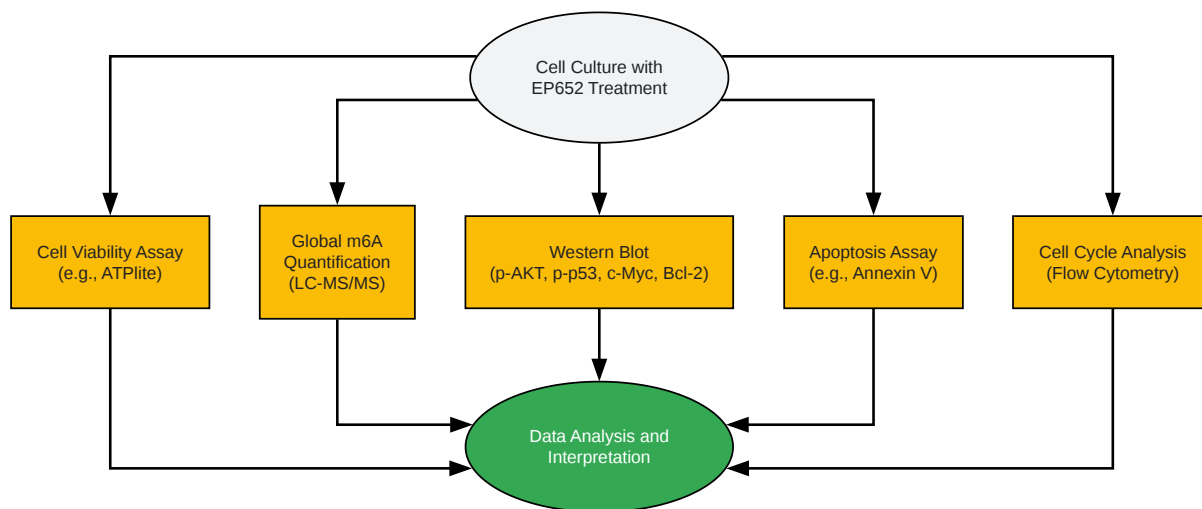 Cell Culture with
EP652 Treatment
Cell Viability Assay
(e.g., ATPlite)
Global m6A
Quantification
(LC-MS/MS)
Western Blot
(p-AKT, p-p53, c-Myc, Bcl-2)
Apoptosis Assay
(e.g., Annexin V)
Cell Cycle Analysis
(Flow Cytometry)
Data Analysis and
Interpretation